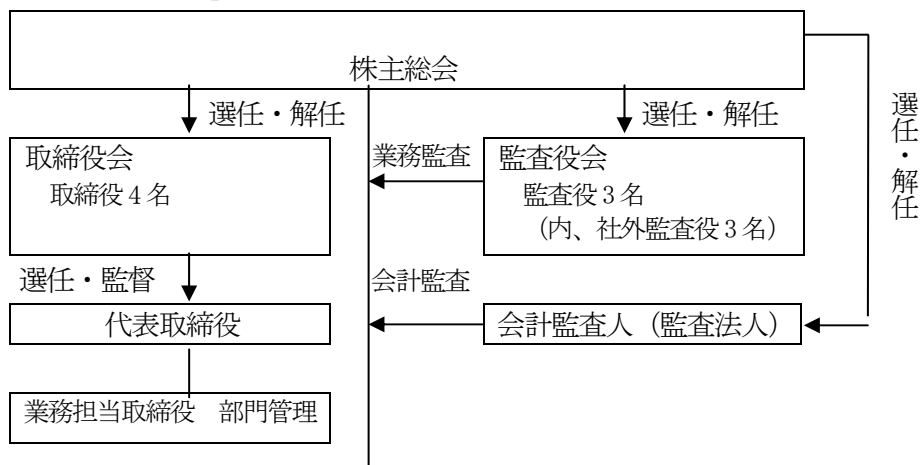 株主総会
選任・解任
選任・解任
選任・解任
取締役会
取締役4名
業務監査
監査役会
監査役3名
（内、社外監査役3名）
選任・監督
会計監査
代表取締役
会計監査人（監査法人）
業務担当取締役　部門管理